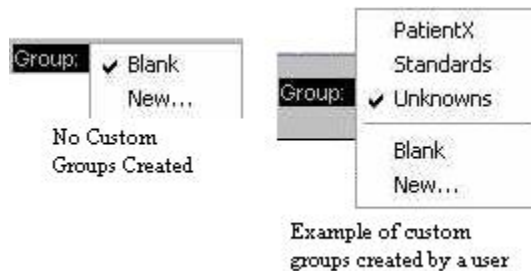 Group:
✔ Blank
New...
No Custom
Groups Created
PatientX
Standards
Group:
✔ Unknowns
Blank
New...
Example of custom
groups created by a user